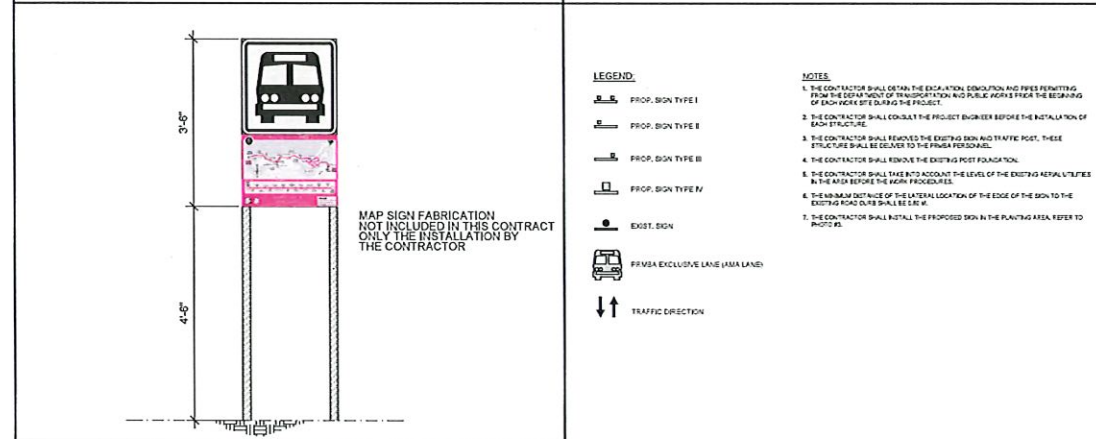 3'-6"
4'-6"
MAP SIGN FABRICATION
NOT INCLUDED IN THIS CONTRACT
ONLY THE INSTALLATION BY
THE CONTRACTOR
LEGEND:
PROP. SIGN TYPE I
PROP. SIGN TYPE II
PROP. SIGN TYPE III
PROP. SIGN TYPE IV
EXIST. SIGN
PRMBA EXCLUSIVE LANE (AMA LANE)
TRAFFIC DIRECTION
NOTES:
1. THE CONTRACTOR SHALL OBTAIN THE EXCAVATION, DEMOLITION AND PIPES PERMITTING
FROM THE DEPARTMENT OF TRANSPORTATION AND PUBLIC WORKS PRIOR THE BEGINNING
OF EACH WORK SITE DURING THE PROJECT.
2. THE CONTRACTOR SHALL CONSULT THE PROJECT ENGINEER BEFORE THE INSTALLATION OF
EACH STRUCTURE.
3. THE CONTRACTOR SHALL REMOVED THE EXISTING SIGN AND TRAFFIC POST. THESE
STRUCTURE SHALL BE DELIVER TO THE PRMBA PERSONNEL.
4. THE CONTRACTOR SHALL REMOVE THE EXISTING POST FOUNDATION.
5. THE CONTRACTOR SHALL TAKE INTO ACCOUNT THE LEVEL OF THE EXISTING AERIAL UTILITIES
IN THE AREA BEFORE THE WORK PROCEDURES.
6. THE MINIMUM DISTANCE OF THE LATERAL LOCATION OF THE EDGE OF THE SIGN TO THE
EXISTING ROAD CURB SHALL BE M.
7. THE CONTRACTOR SHALL INSTALL THE PROPOSED SIGN IN THE PLANTING AREA, REFER TO
PHOTO #3.